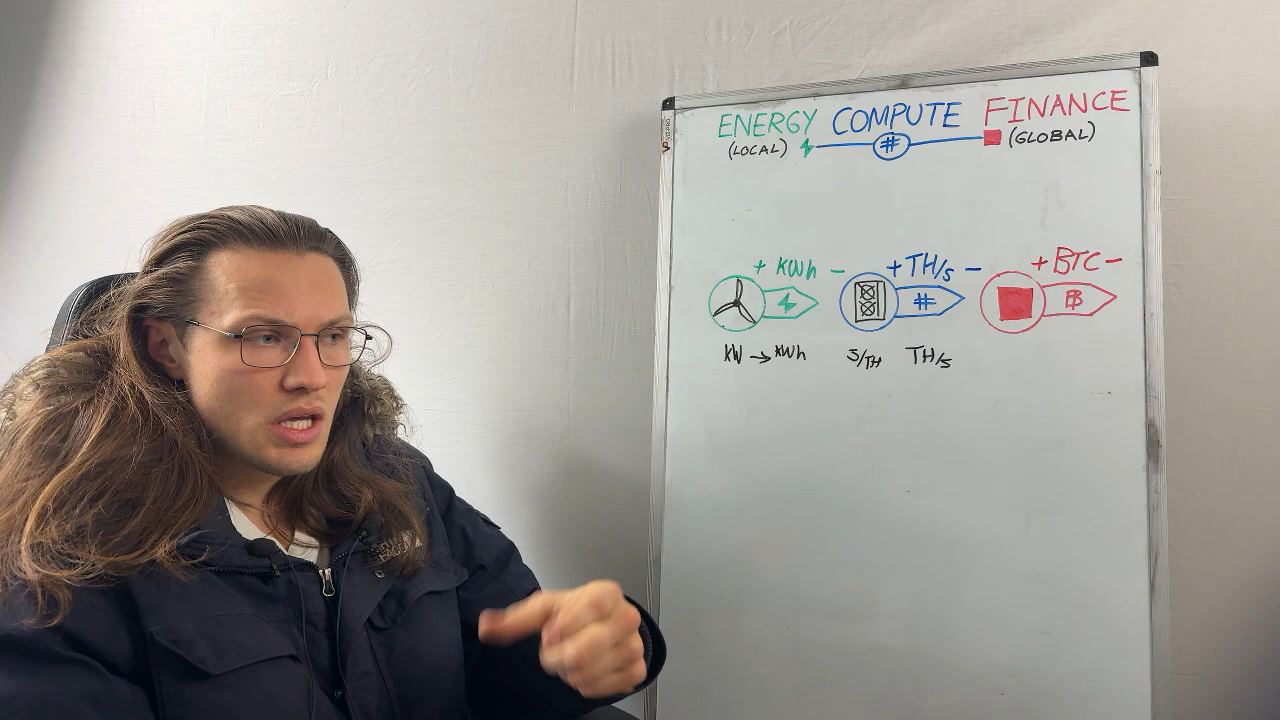 ENERGY COMPUTE FINANCE
(LOCAL) # (GLOBAL)
+ KWh - + TH/s - + BTC -
# B
KW → KWh S/TH TH/s